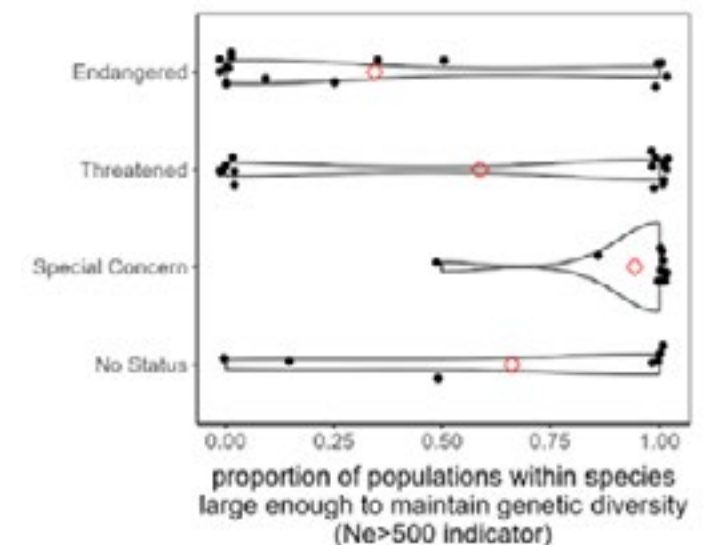 Endangered
Threatened
Special Concern
No Status
0.00 0.25 0.50 0.75 1.00
proportion of populations within species
large enough to maintain genetic diversity
(Ne>500 indicator)